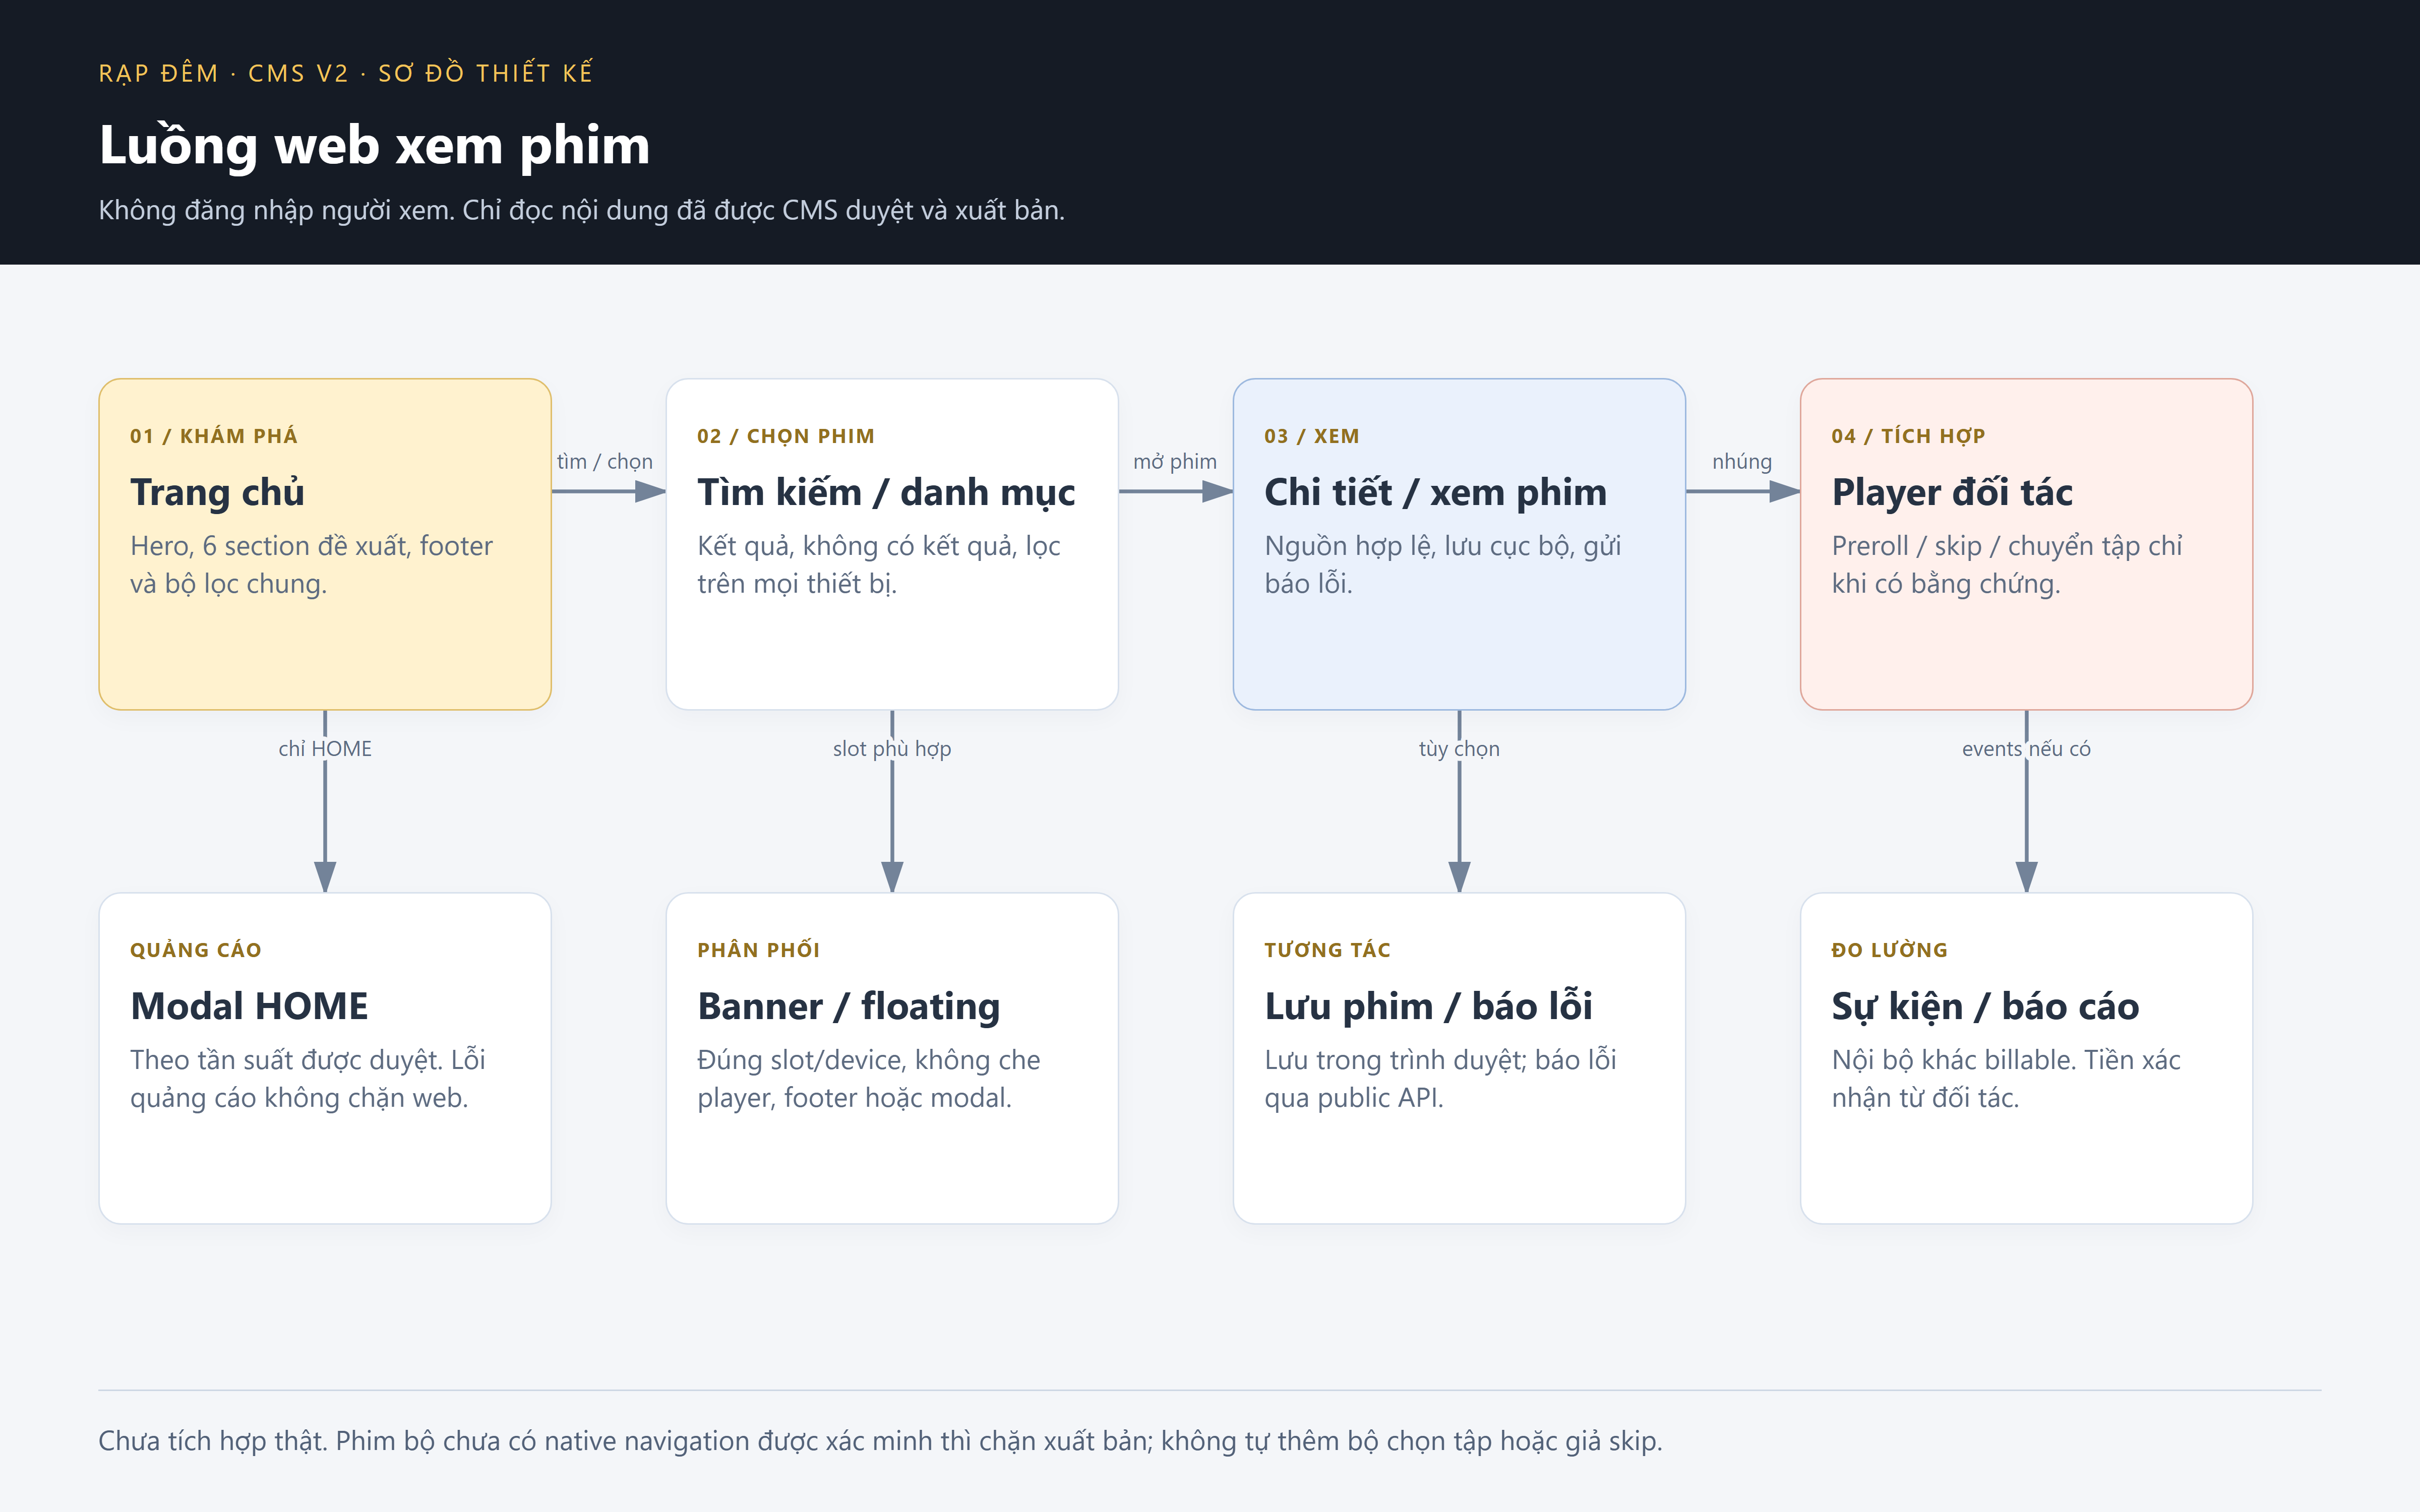 RẠP ĐÊM · CMS V2 · SƠ ĐỒ THIẾT KẾ
Luồng web xem phim
Không đăng nhập người xem. Chỉ đọc nội dung đã được CMS duyệt và xuất bản.
01 / KHÁM PHÁ
Trang chủ
Hero, 6 section đề xuất, footer
và bộ lọc chung.
tìm / chọn
02 / CHỌN PHIM
Tìm kiếm / danh mục
Kết quả, không có kết quả, lọc
trên mọi thiết bị.
mở phim
03 / XEM
Chi tiết / xem phim
Nguồn hợp lệ, lưu cục bộ, gửi
báo lỗi.
nhúng
04 / TÍCH HỢP
Player đối tác
Preroll / skip / chuyển tập chỉ
khi có bằng chứng.
chỉ HOME
slot phù hợp
tùy chọn
events nếu có
QUẢNG CÁO
Modal HOME
Theo tần suất được duyệt. Lỗi
quảng cáo không chặn web.
PHÂN PHỐI
Banner / floating
Đúng slot/device, không che
player, footer hoặc modal.
TƯƠNG TÁC
Lưu phim / báo lỗi
Lưu trong trình duyệt; báo lỗi
qua public API.
ĐO LƯỜNG
Sự kiện / báo cáo
Nội bộ khác billable. Tiền xác
nhận từ đối tác.
Chưa tích hợp thật. Phim bộ chưa có native navigation được xác minh thì chặn xuất bản; không tự thêm bộ chọn tập hoặc giả skip.